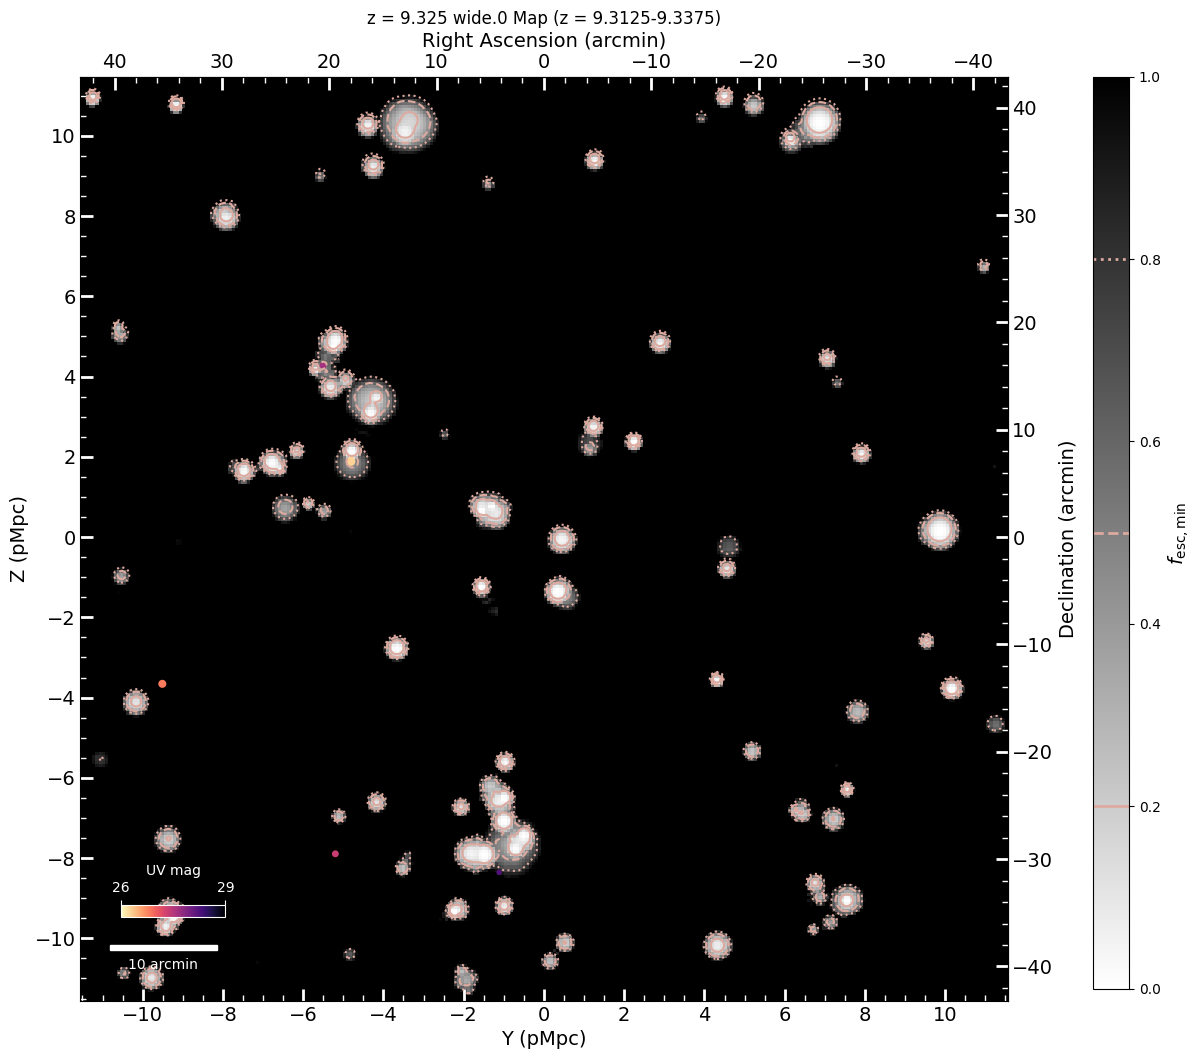 z = 9.325 wide.0 Map (z = 9.3125-9.3375)
Right Ascension (arcmin)
40 30 20 10 0 −10 −20 −30 −40
10
8
6
4
2
0
−2
−4
−6
−8
−10
Z (pMpc)
40
30
20
10
0
−10
−20
−30
−40
Declination (arcmin)
UV mag
26 29
10 arcmin
−10 −8 −6 −4 −2 0 2 4 6 8 10
Y (pMpc)
1.0
0.8
0.6
0.4
0.2
0.0
f_esc,min